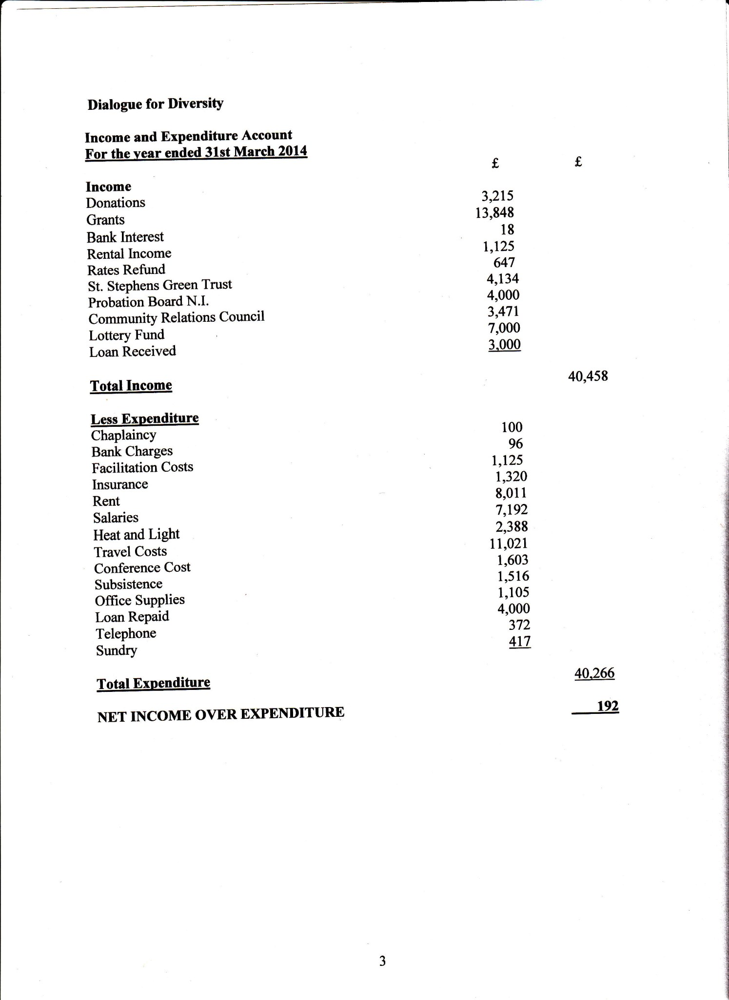 Dialogue for Diversity
Income and Expenditure Account
For the year ended 31st March 2014
£ £
Income
Donations 3,215
Grants 13,848
Bank Interest 18
Rental Income 1,125
Rates Refund 647
St. Stephens Green Trust 4,134
Probation Board N.I. 4,000
Community Relations Council 3,471
Lottery Fund 7,000
Loan Received 3,000
Total Income 40,458
Less Expenditure
Chaplaincy 100
Bank Charges 96
Facilitation Costs 1,125
Insurance 1,320
Rent 8,011
Salaries 7,192
Heat and Light 2,388
Travel Costs 11,021
Conference Cost 1,603
Subsistence 1,516
Office Supplies 1,105
Loan Repaid 4,000
Telephone 372
Sundry 417
Total Expenditure 40,266
NET INCOME OVER EXPENDITURE 192
3